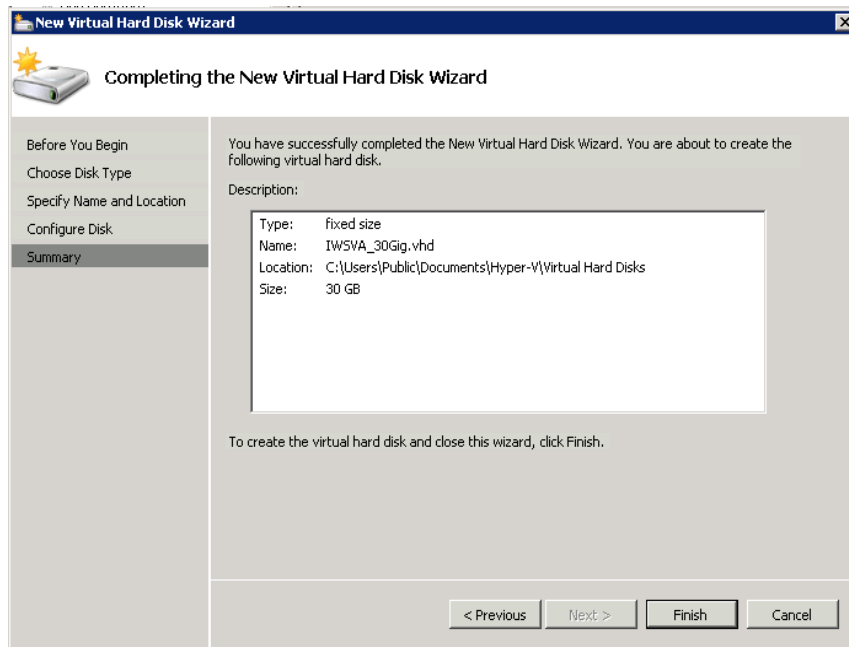 New Virtual Hard Disk Wizard
Completing the New Virtual Hard Disk Wizard
Before You Begin
Choose Disk Type
Specify Name and Location
Configure Disk
Summary
You have successfully completed the New Virtual Hard Disk Wizard. You are about to create the
following virtual hard disk.
Description:
Type: fixed size
Name: IWSVA_30Gig.vhd
Location: C:\Users\Public\Documents\Hyper-V\Virtual Hard Disks
Size: 30 GB
To create the virtual hard disk and close this wizard, click Finish.
< Previous Next > Finish Cancel